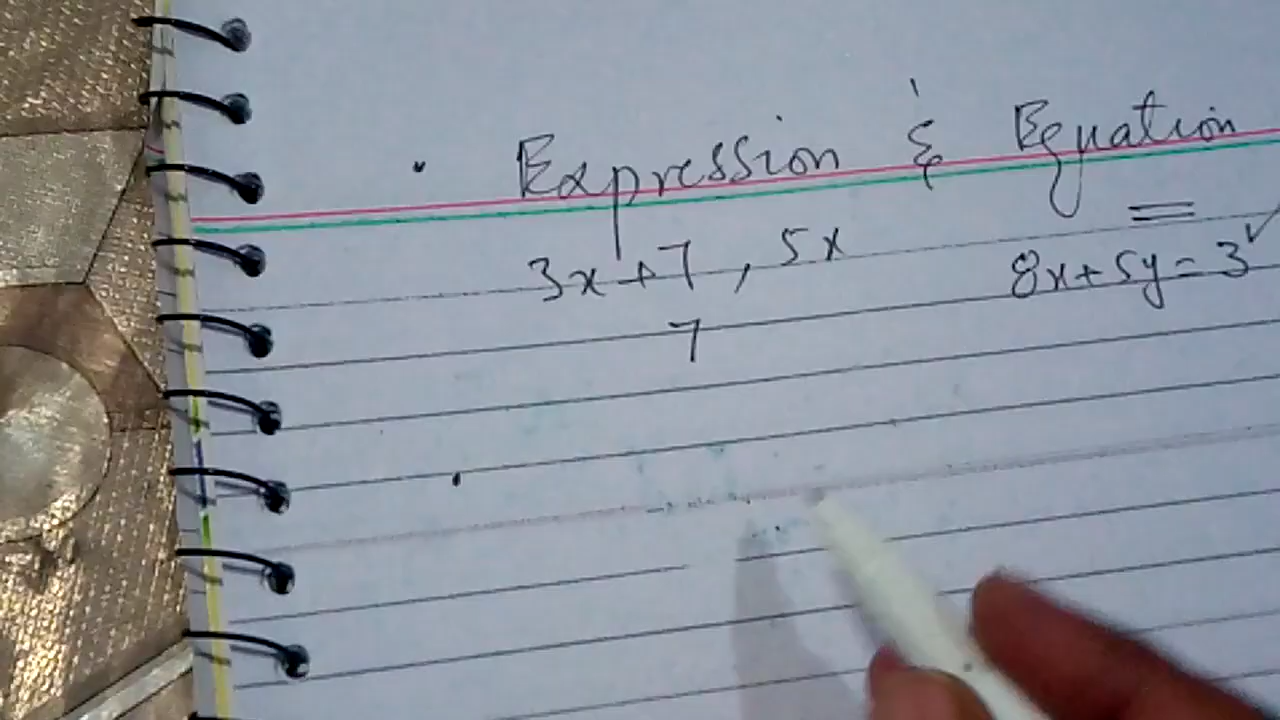 Expression & Equation
3x+7, 5x
=
8x+5y=3 ✓
7